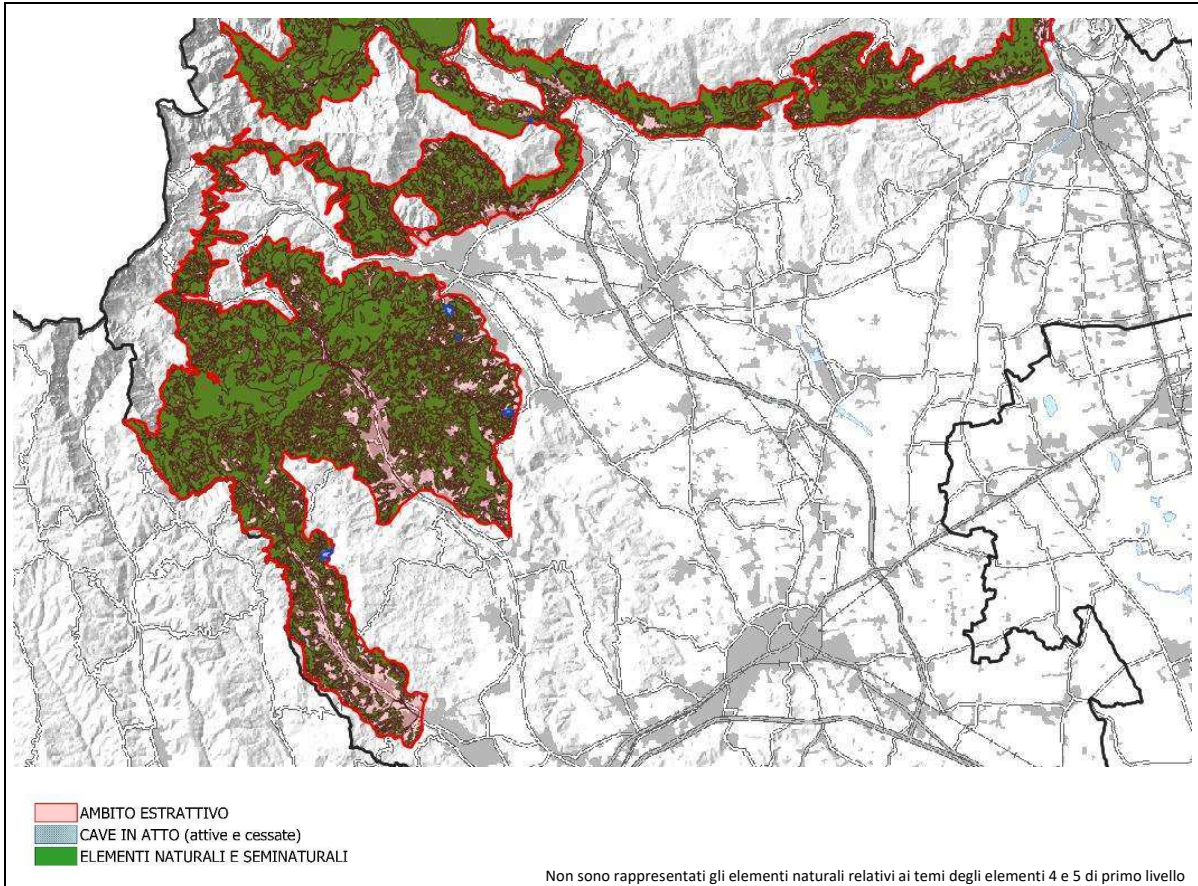 AMBITO ESTRATTIVO
CAVE IN ATTO (attive e cessate)
ELEMENTI NATURALI E SEMINATURALI
Non sono rappresentati gli elementi naturali relativi ai temi degli elementi 4 e 5 di primo livello